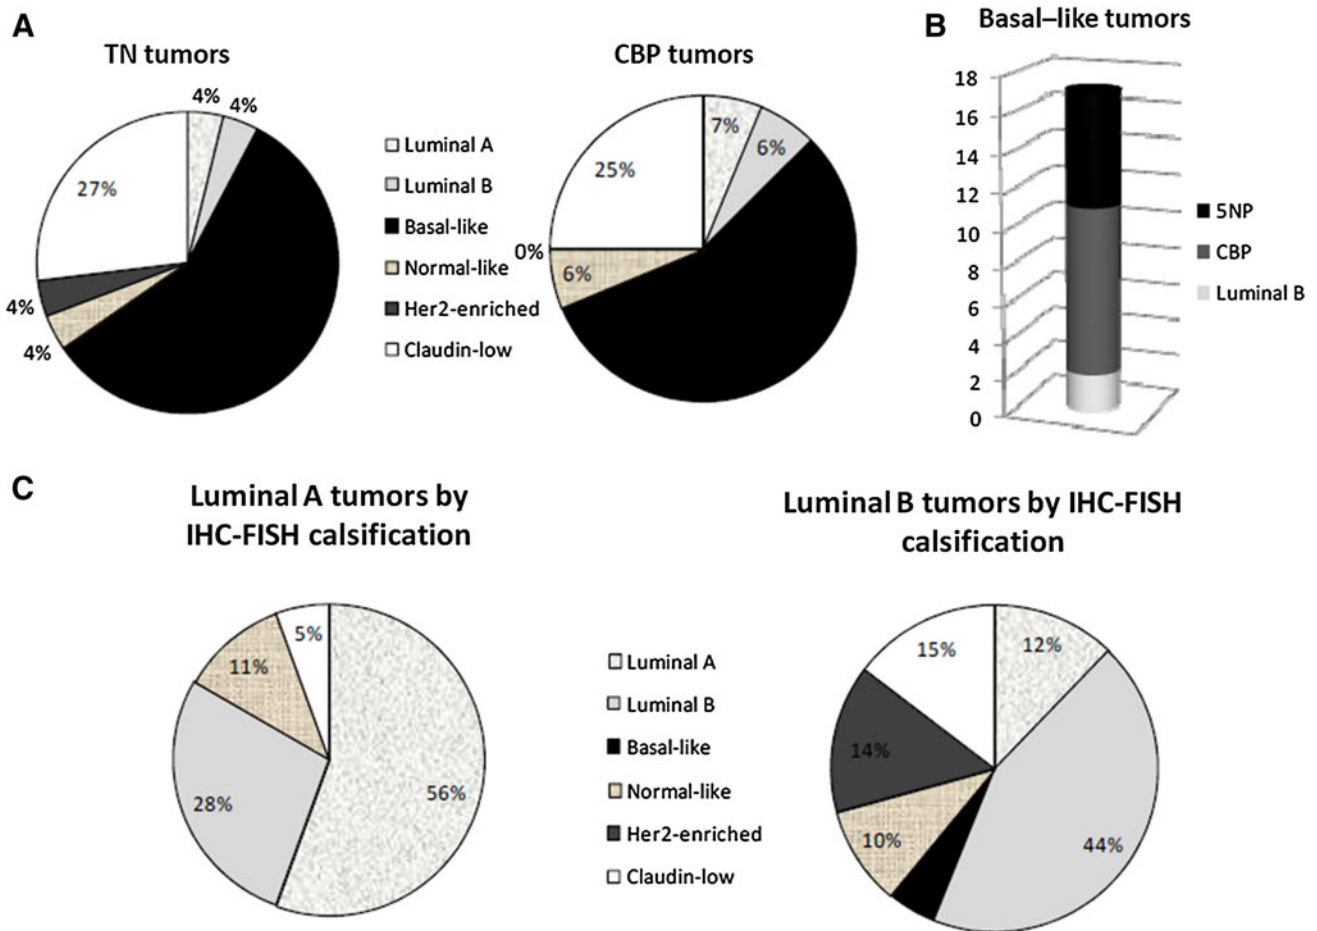 A
TN tumors
4%
4%
27%
4%
4%
Luminal A
Luminal B
Basal-like
Normal-like
Her2-enriched
Claudin-low
CBP tumors
7%
6%
25%
0%
6%
B
Basal–like tumors
18
16
14
12
10
8
6
4
2
0
5NP
CBP
Luminal B
C
Luminal A tumors by
IHC-FISH calsification
5%
11%
28%
56%
Luminal A
Luminal B
Basal-like
Normal-like
Her2-enriched
Claudin-low
Luminal B tumors by IHC-FISH
calsification
15%
12%
14%
10%
44%